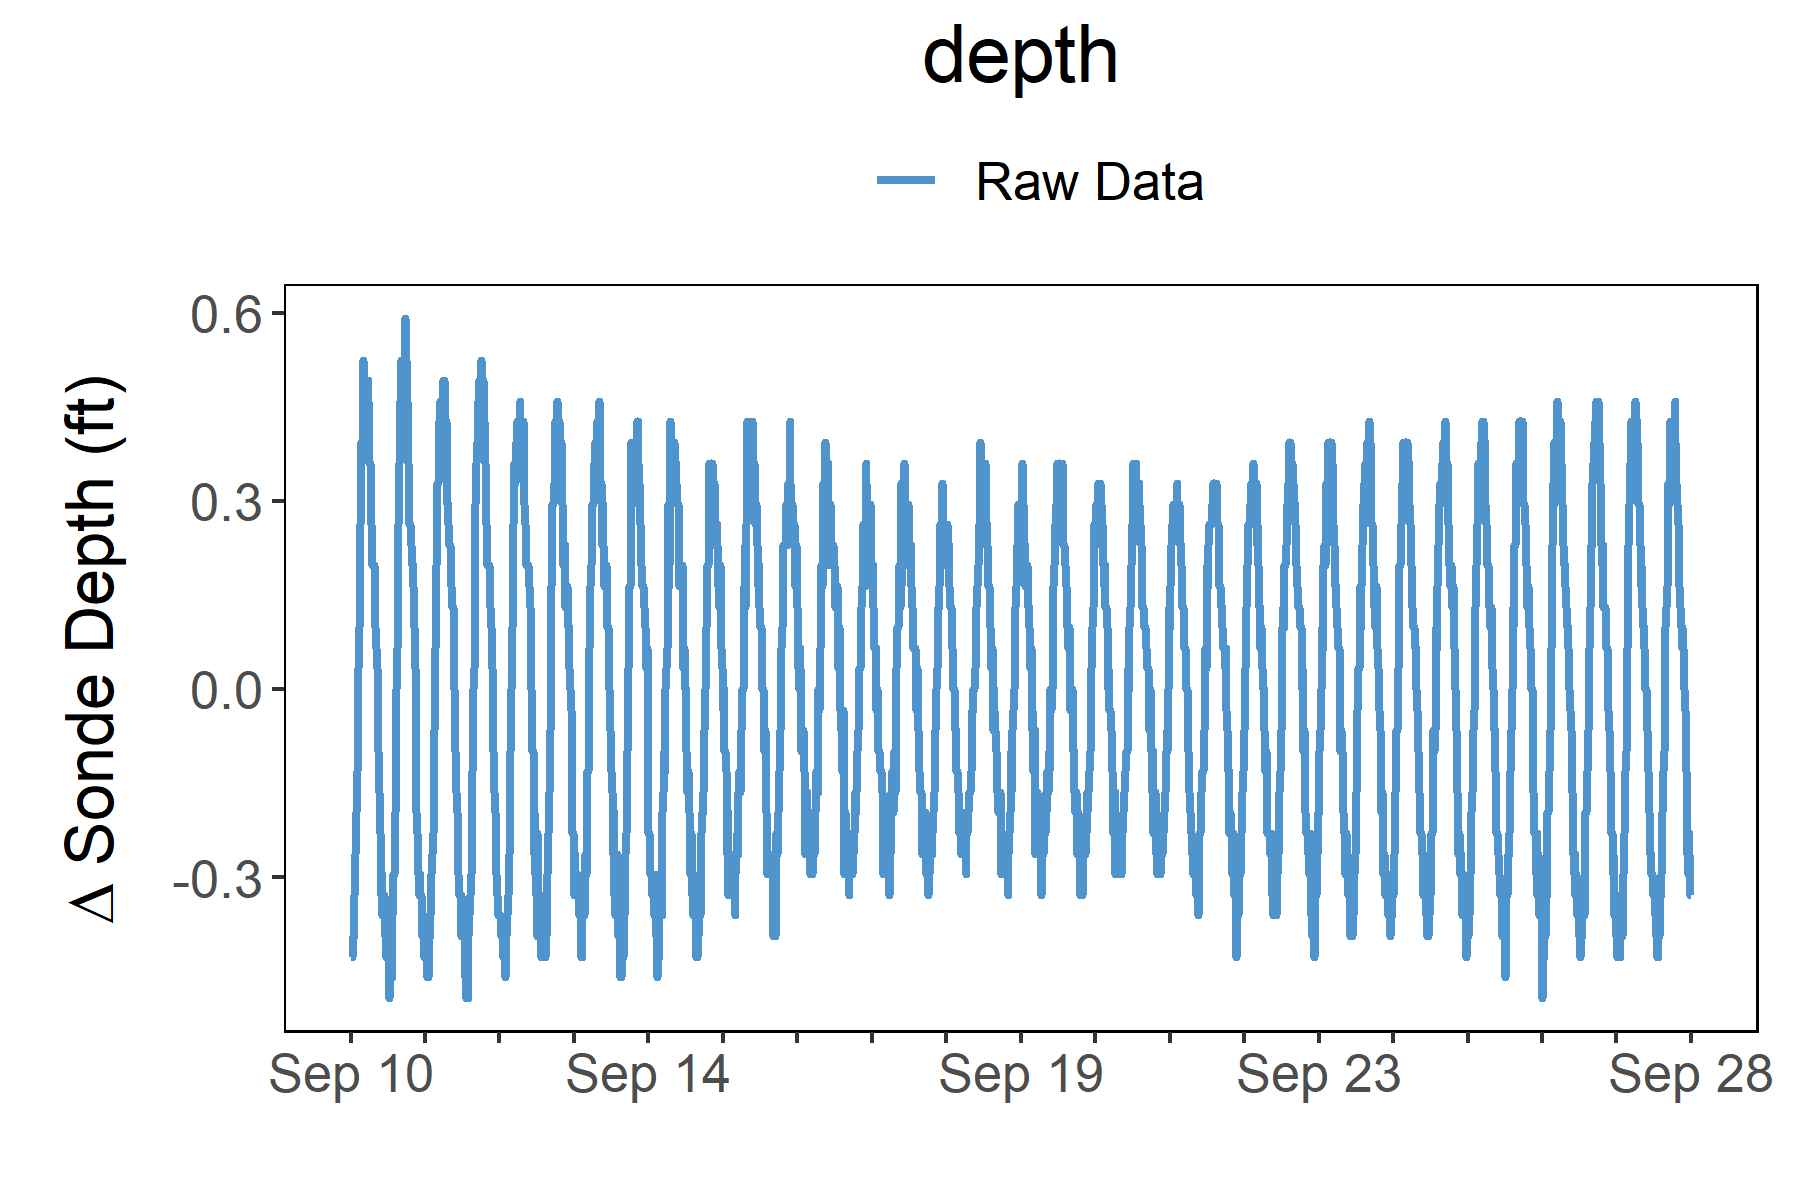 depth
Raw Data
Δ Sonde Depth (ft)
0.6
0.3
0.0
-0.3
Sep 10 Sep 14 Sep 19 Sep 23 Sep 28